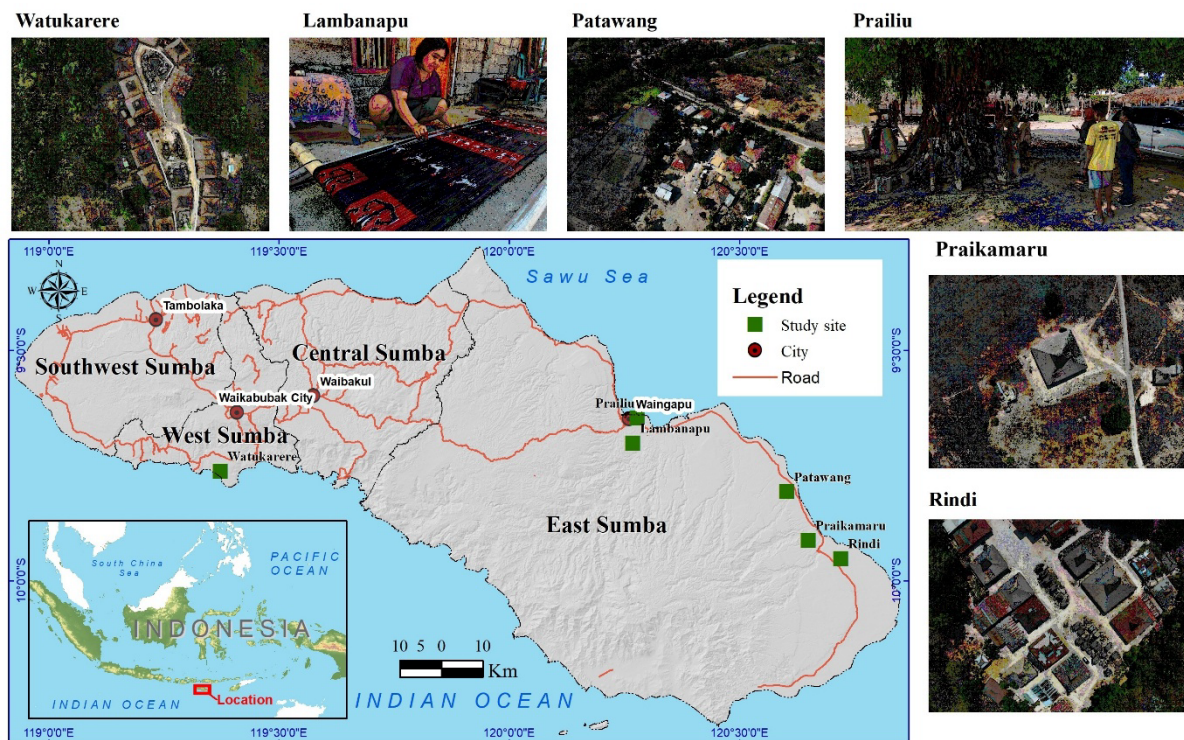 Watukarere
Lambanapu
Patawang
Prailiu
119°0'0"E
119°30'0"E
120°0'0"E
120°30'0"E
Sawu Sea
N
W E
S
Tambolaka
Southwest Sumba
Central Sumba
Waibakul
Waikabubak City
West Sumba
Watukarere
Prailiu
Waingapu
Lambanapu
Patawang
Praikamaru
Rindi
East Sumba
Legend
Study site
City
Road
9°30'0"S
9°30'0"S
10°0'0"S
10°0'0"S
PACIFIC
OCEAN
South China
Sea
INDONESIA
INDIAN OCEAN
Location
10 5 0 10
Km
INDIAN OCEAN
119°0'0"E
119°30'0"E
120°0'0"E
120°30'0"E
Praikamaru
Rindi